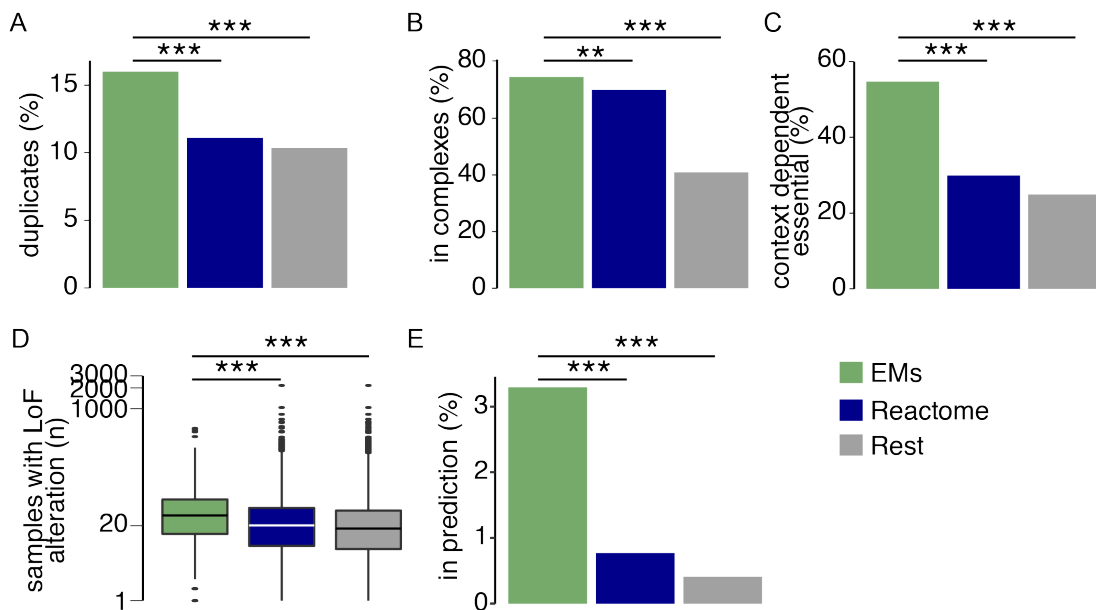 A
***
***
duplicates (%)
15
10
5
0
B
***
**
in complexes (%)
80
60
40
20
0
C
***
***
context dependent
essential (%)
60
40
20
0
D
***
***
samples with LoF
alteration (n)
3000
2000
1000
20
1
E
***
***
in prediction (%)
3
2
1
0
EMs
Reactome
Rest